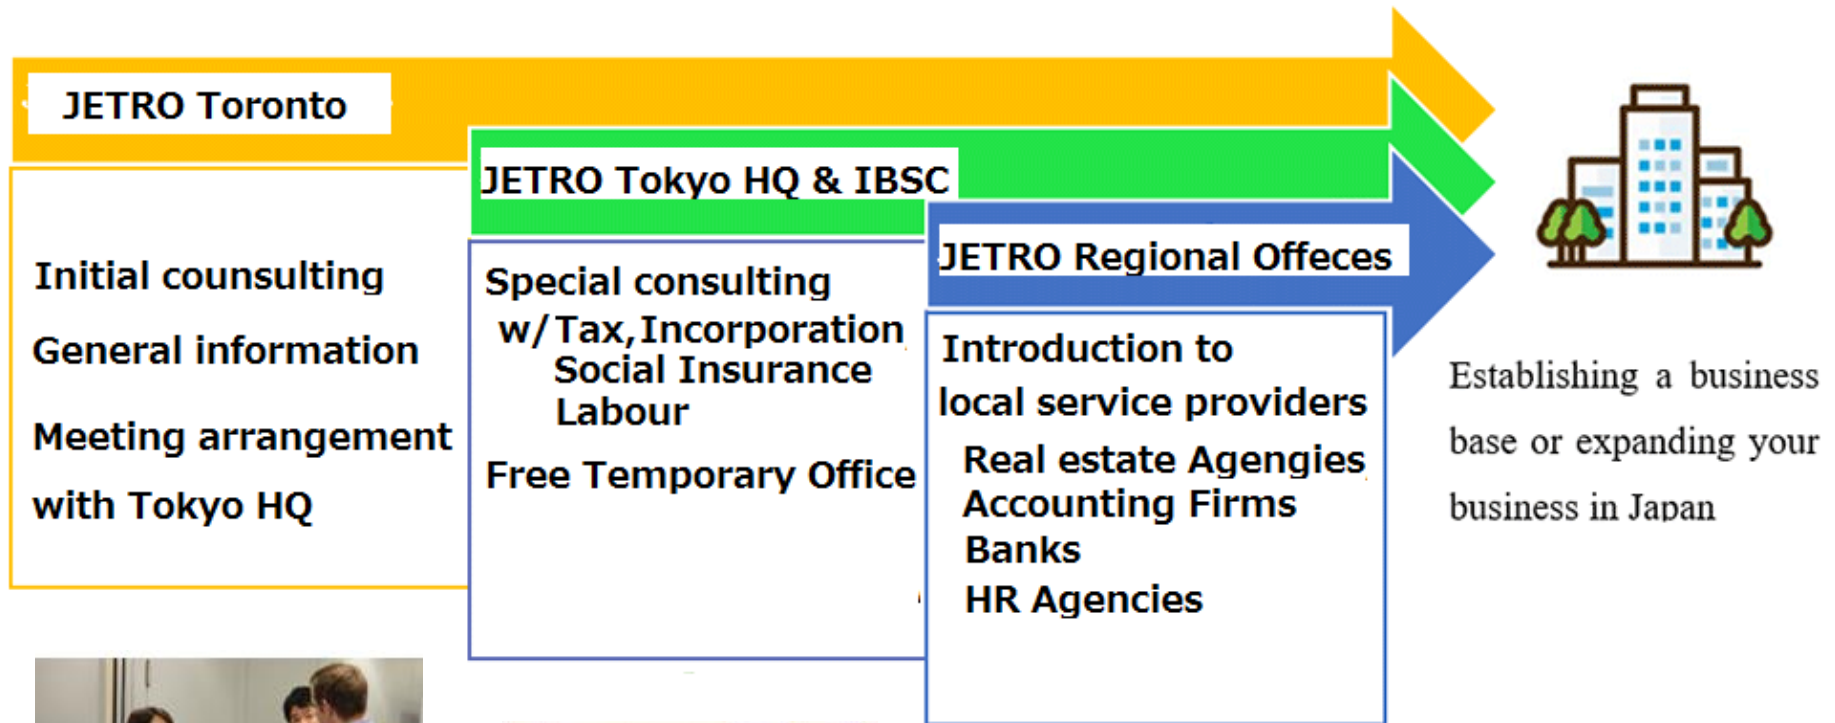 JETRO Toronto
Initial counsulting
General information
Meeting arrangement
with Tokyo HQ
JETRO Tokyo HQ & IBSC
Special consulting
w/Tax,Incorporation
Social Insurance
Labour
Free Temporary Office
JETRO Regional Offeces
Introduction to
local service providers
Real estate Agengies
Accounting Firms
Banks
HR Agencies
Establishing a business
base or expanding your
business in Japan